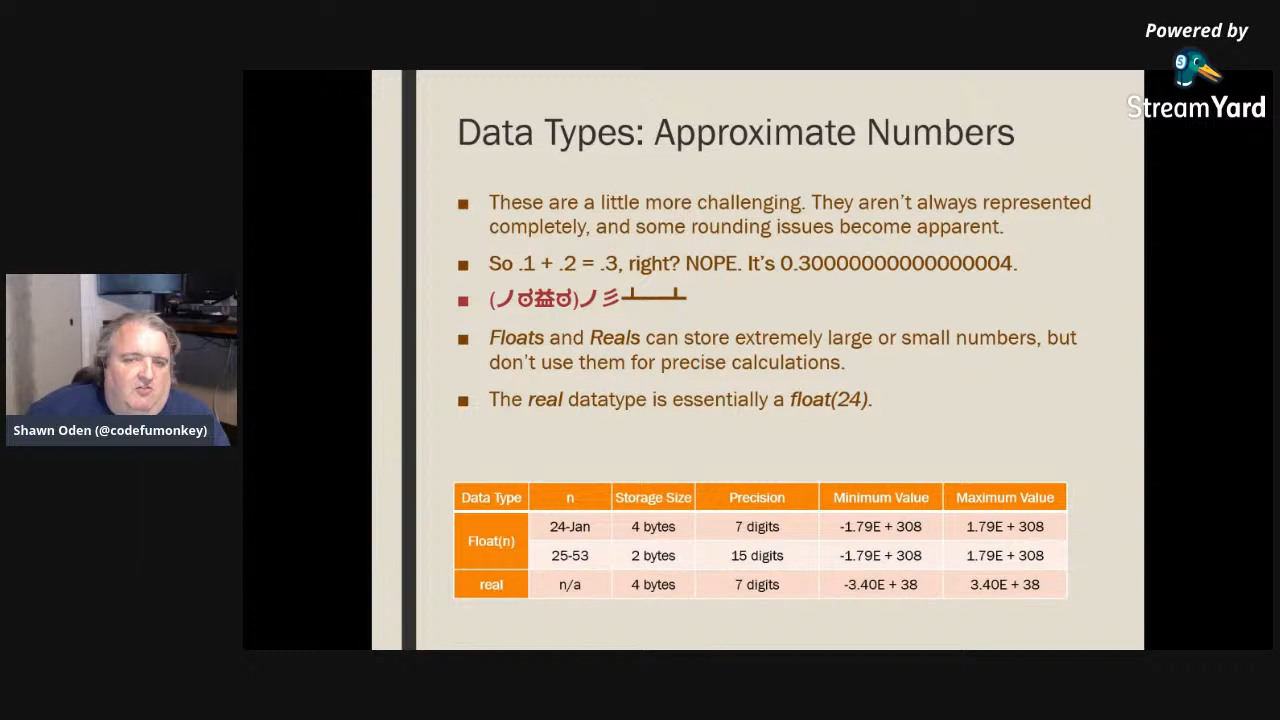 Powered by
StreamYard
Data Types: Approximate Numbers
■ These are a little more challenging. They aren’t always represented
completely, and some rounding issues become apparent.
■ So .1 + .2 = .3, right? NOPE. It’s 0.30000000000000004.
■ (ノಠ益ಠ)ノ彡┻━┻
■ Floats and Reals can store extremely large or small numbers, but
don’t use them for precise calculations.
■ The real datatype is essentially a float(24).
Shawn Oden (@codefumonkey)
Data Type n Storage Size Precision Minimum Value Maximum Value
Float(n) 24-Jan 4 bytes 7 digits -1.79E + 308 1.79E + 308
25-53 2 bytes 15 digits -1.79E + 308 1.79E + 308
real n/a 4 bytes 7 digits -3.40E + 38 3.40E + 38